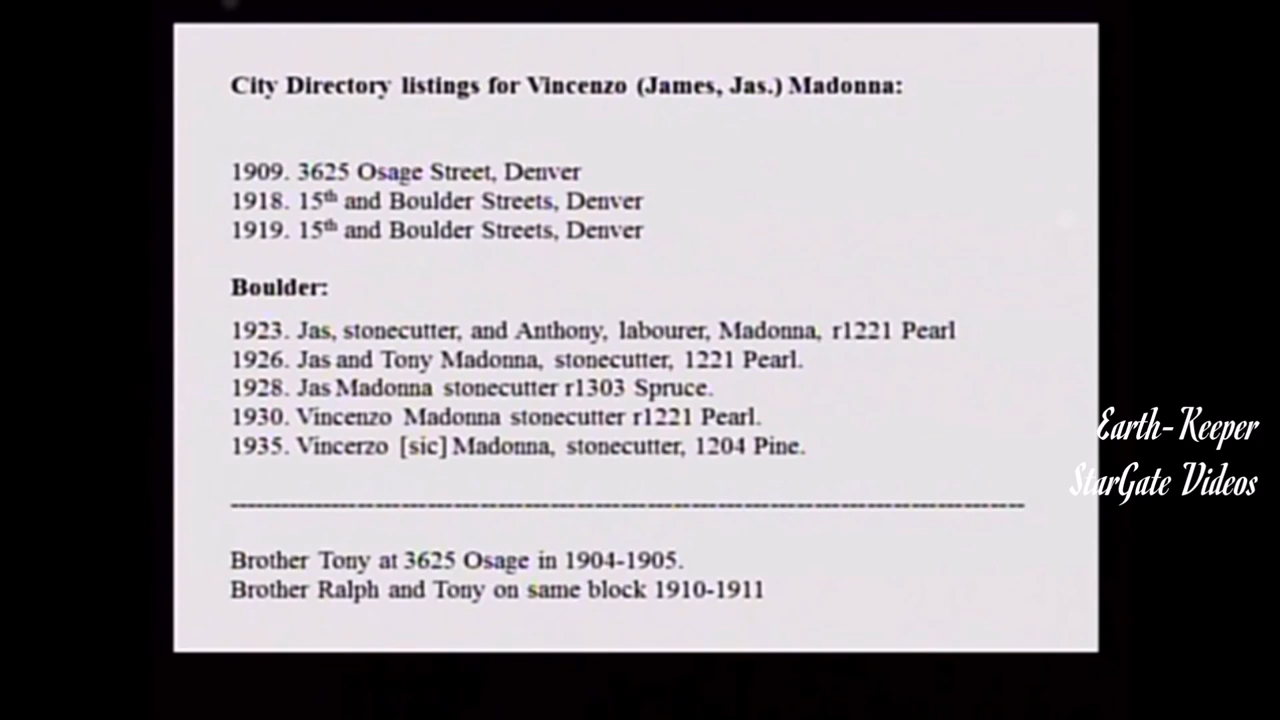 City Directory listings for Vincenzo (James, Jas.) Madonna:
1909. 3625 Osage Street, Denver
1918. 15th and Boulder Streets, Denver
1919. 15th and Boulder Streets, Denver
Boulder:
1923. Jas, stonecutter, and Anthony, labourer, Madonna, r1221 Pearl
1926. Jas and Tony Madonna, stonecutter, 1221 Pearl.
1928. Jas Madonna stonecutter r1303 Spruce.
1930. Vincenzo Madonna stonecutter r1221 Pearl.
1935. Vincerzo [sic] Madonna, stonecutter, 1204 Pine.
Brother Tony at 3625 Osage in 1904-1905.
Brother Ralph and Tony on same block 1910-1911
Earth-Keeper
StarGate Videos